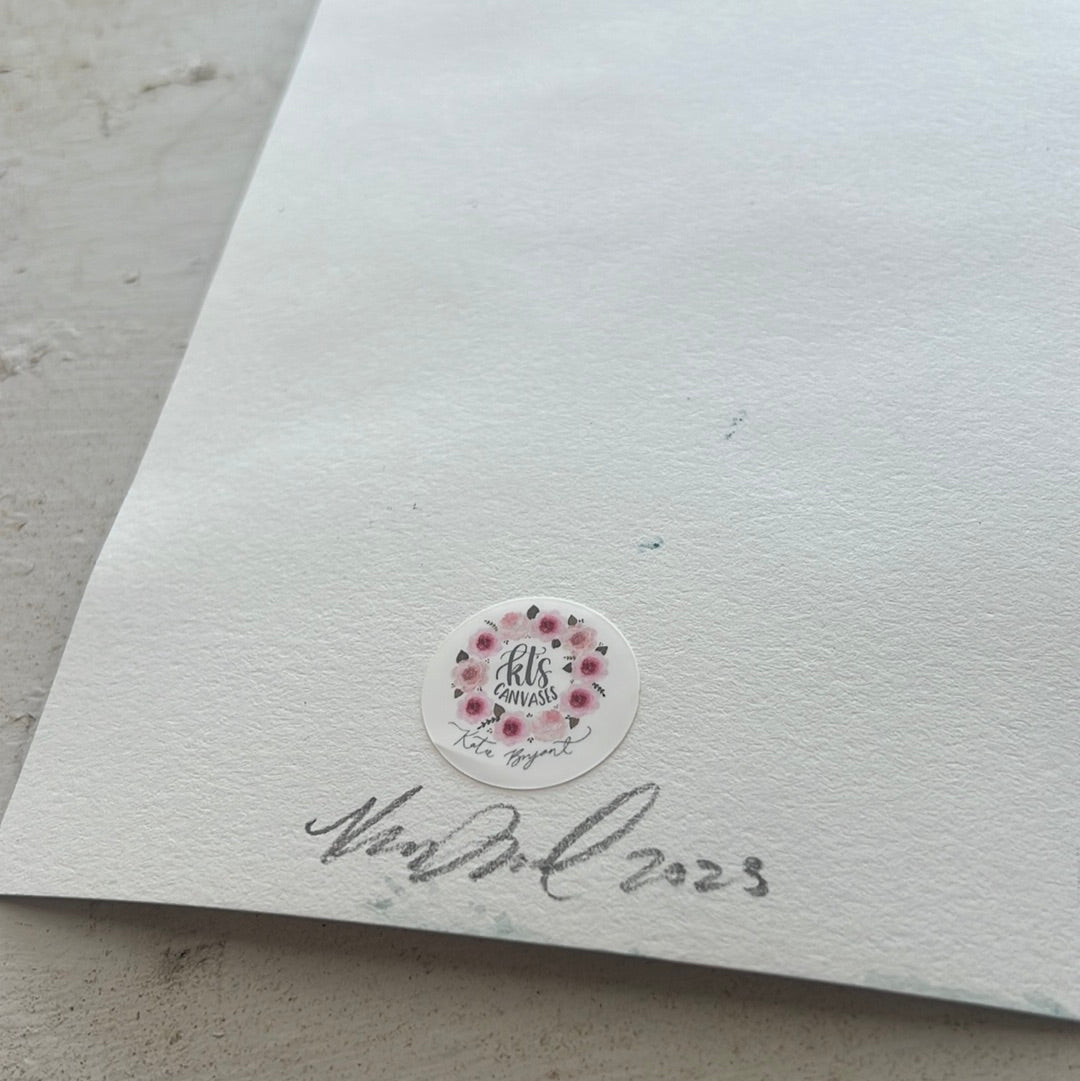 kt's
CANVASES
Kate Bryant
2023